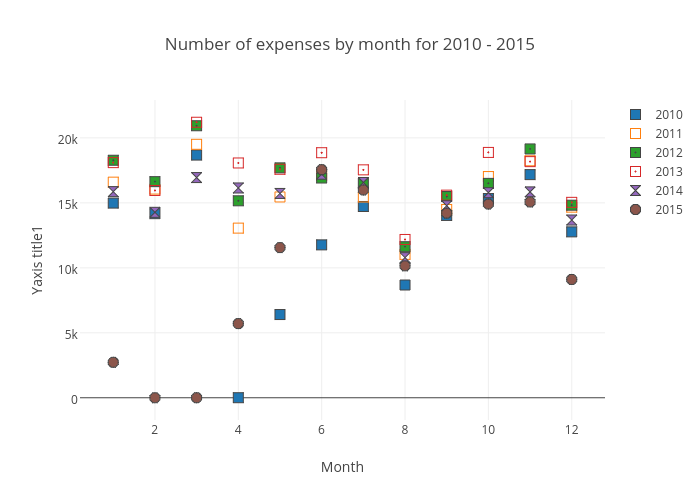 Number of expenses by month for 2010 - 2015
2010
2011
2012
2013
2014
2015
20k
15k
10k
5k
0
Yaxis title1
2 4 6 8 10 12
Month